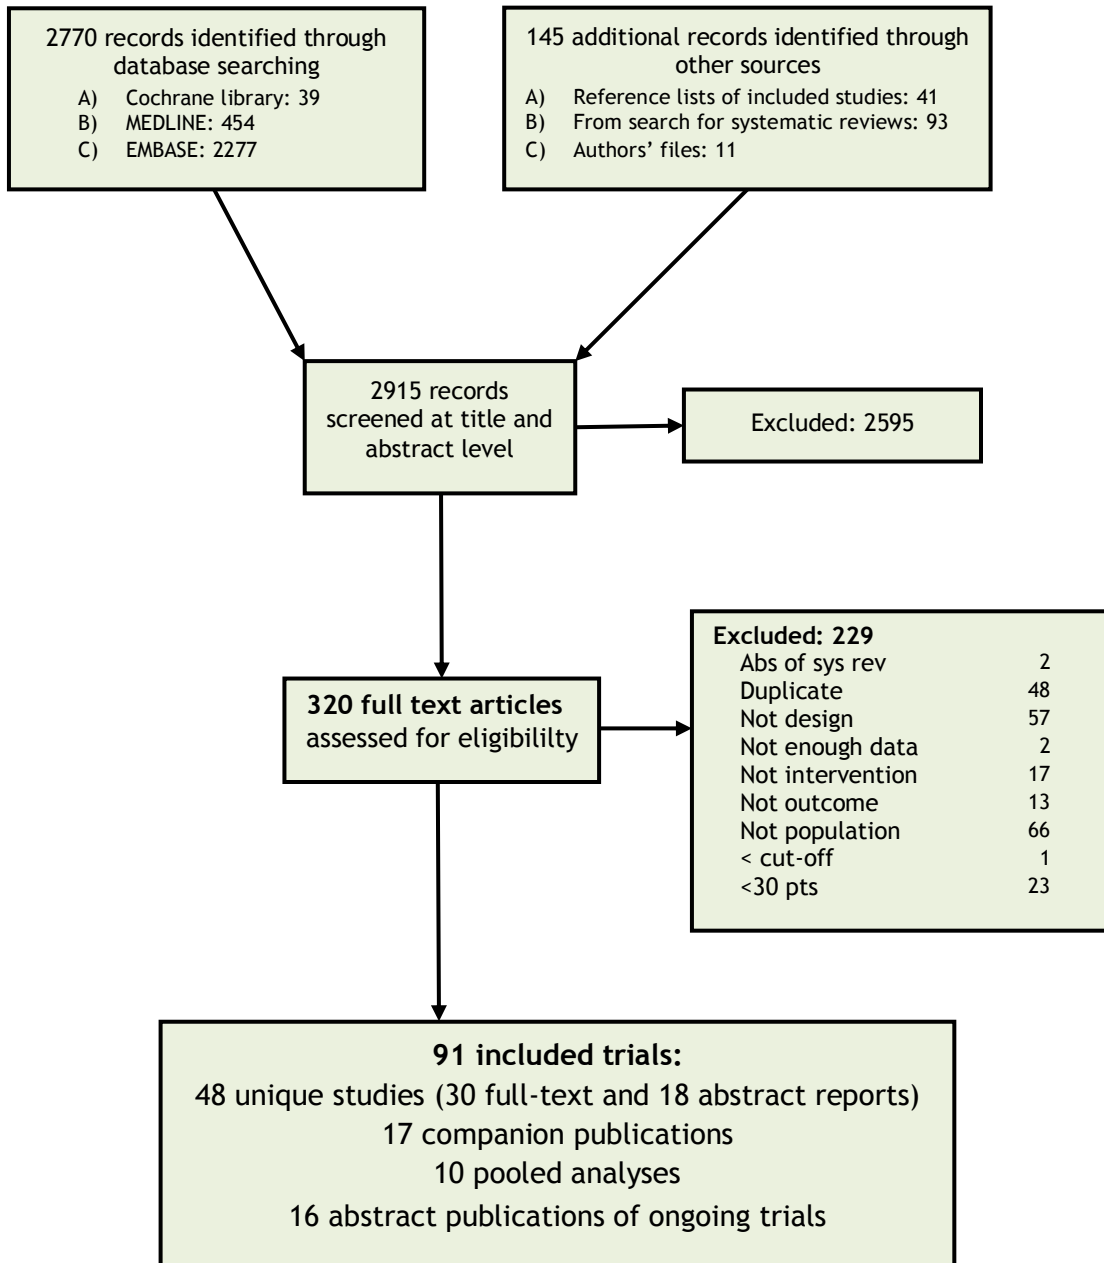 2770 records identified through
database searching
A) Cochrane library: 39
B) MEDLINE: 454
C) EMBASE: 2277
145 additional records identified through
other sources
A) Reference lists of included studies: 41
B) From search for systematic reviews: 93
C) Authors' files: 11
2915 records
screened at title and
abstract level
Excluded: 2595
320 full text articles
assessed for eligibililty
Excluded: 229
Abs of sys rev 2
Duplicate 48
Not design 57
Not enough data 2
Not intervention 17
Not outcome 13
Not population 66
< cut-off 1
<30 pts 23
91 included trials:
48 unique studies (30 full-text and 18 abstract reports)
17 companion publications
10 pooled analyses
16 abstract publications of ongoing trials